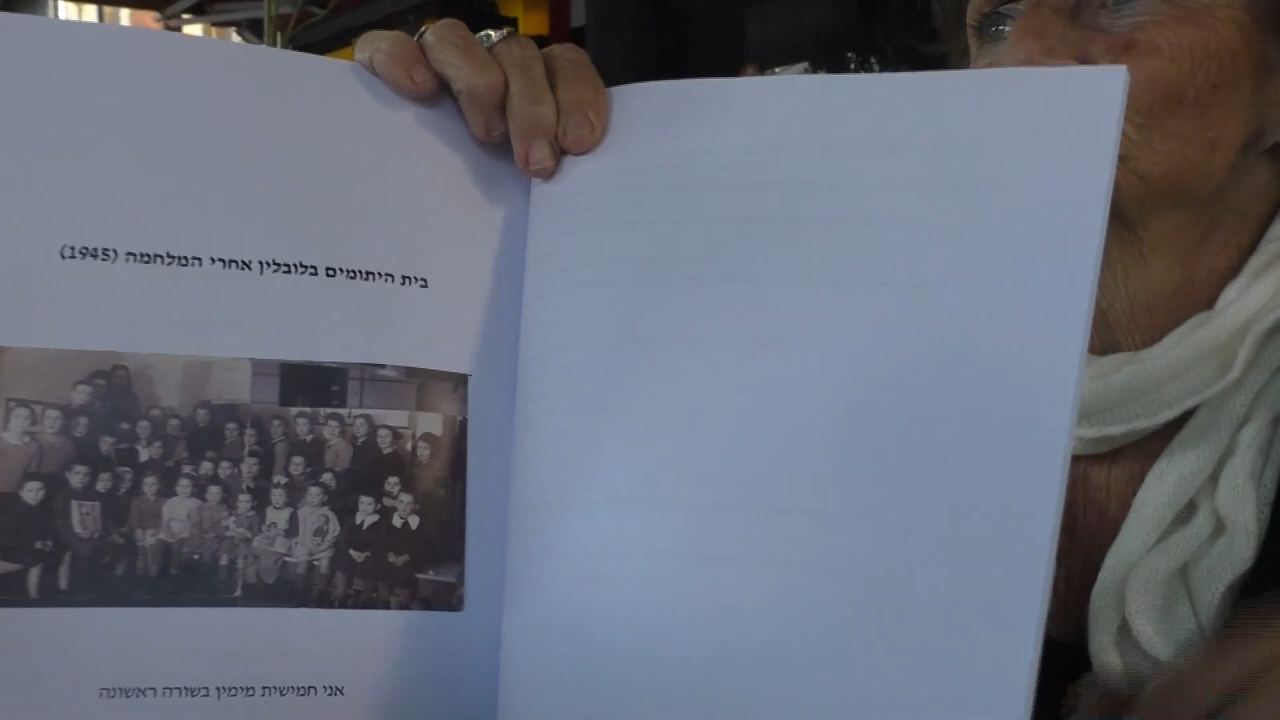 בית היתומים בלובלין אחרי המלחמה (1945)
אני חמישית מימין בשורה ראשונה